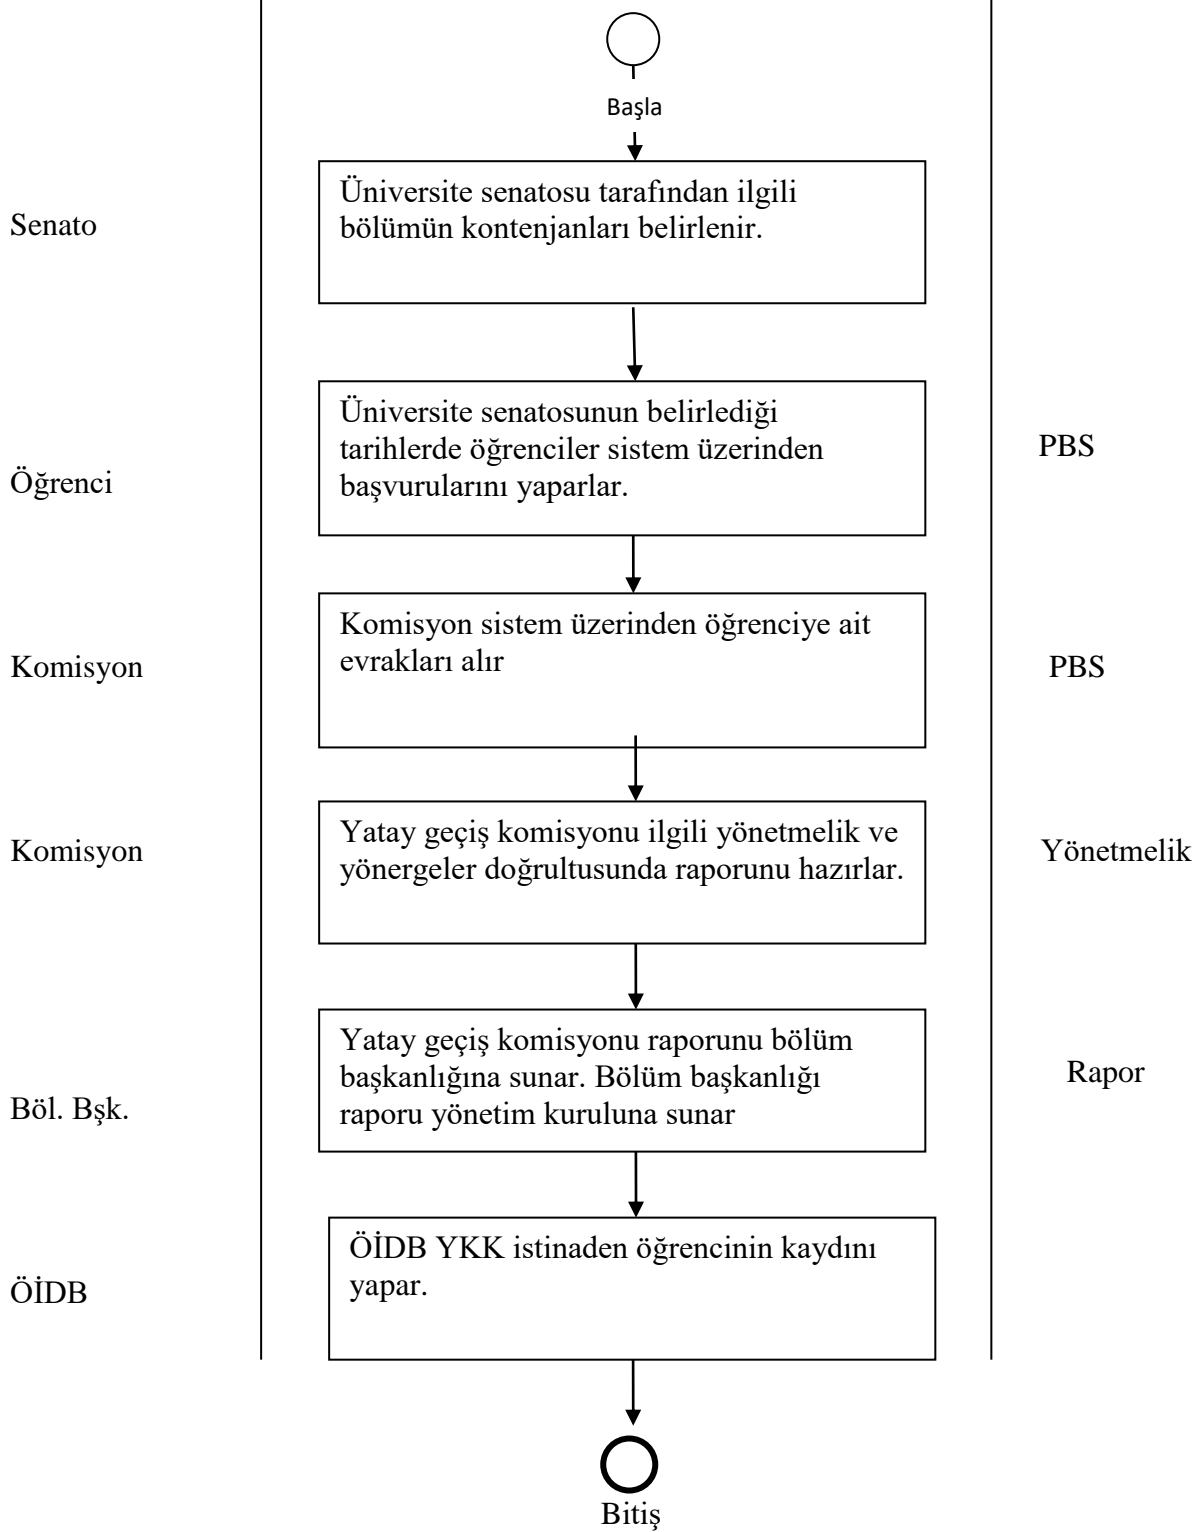 Başla
Senato
Üniversite senatosu tarafından ilgili
bölümün kontenjanları belirlenir.
Öğrenci
Üniversite senatosunun belirlediği
tarihlerde öğrenciler sistem üzerinden
başvurularını yaparlar.
PBS
Komisyon
Komisyon sistem üzerinden öğrenciye ait
evrakları alır
PBS
Komisyon
Yatay geçiş komisyonu ilgili yönetmelik ve
yönergeler doğrultusunda raporunu hazırlar.
Yönetmelik
Böl. Bşk.
Yatay geçiş komisyonu raporunu bölüm
başkanlığına sunar. Bölüm başkanlığı
raporu yönetim kuruluna sunar
Rapor
ÖİDB
ÖİDB YKK istinaden öğrencinin kaydını
yapar.
Bitiş